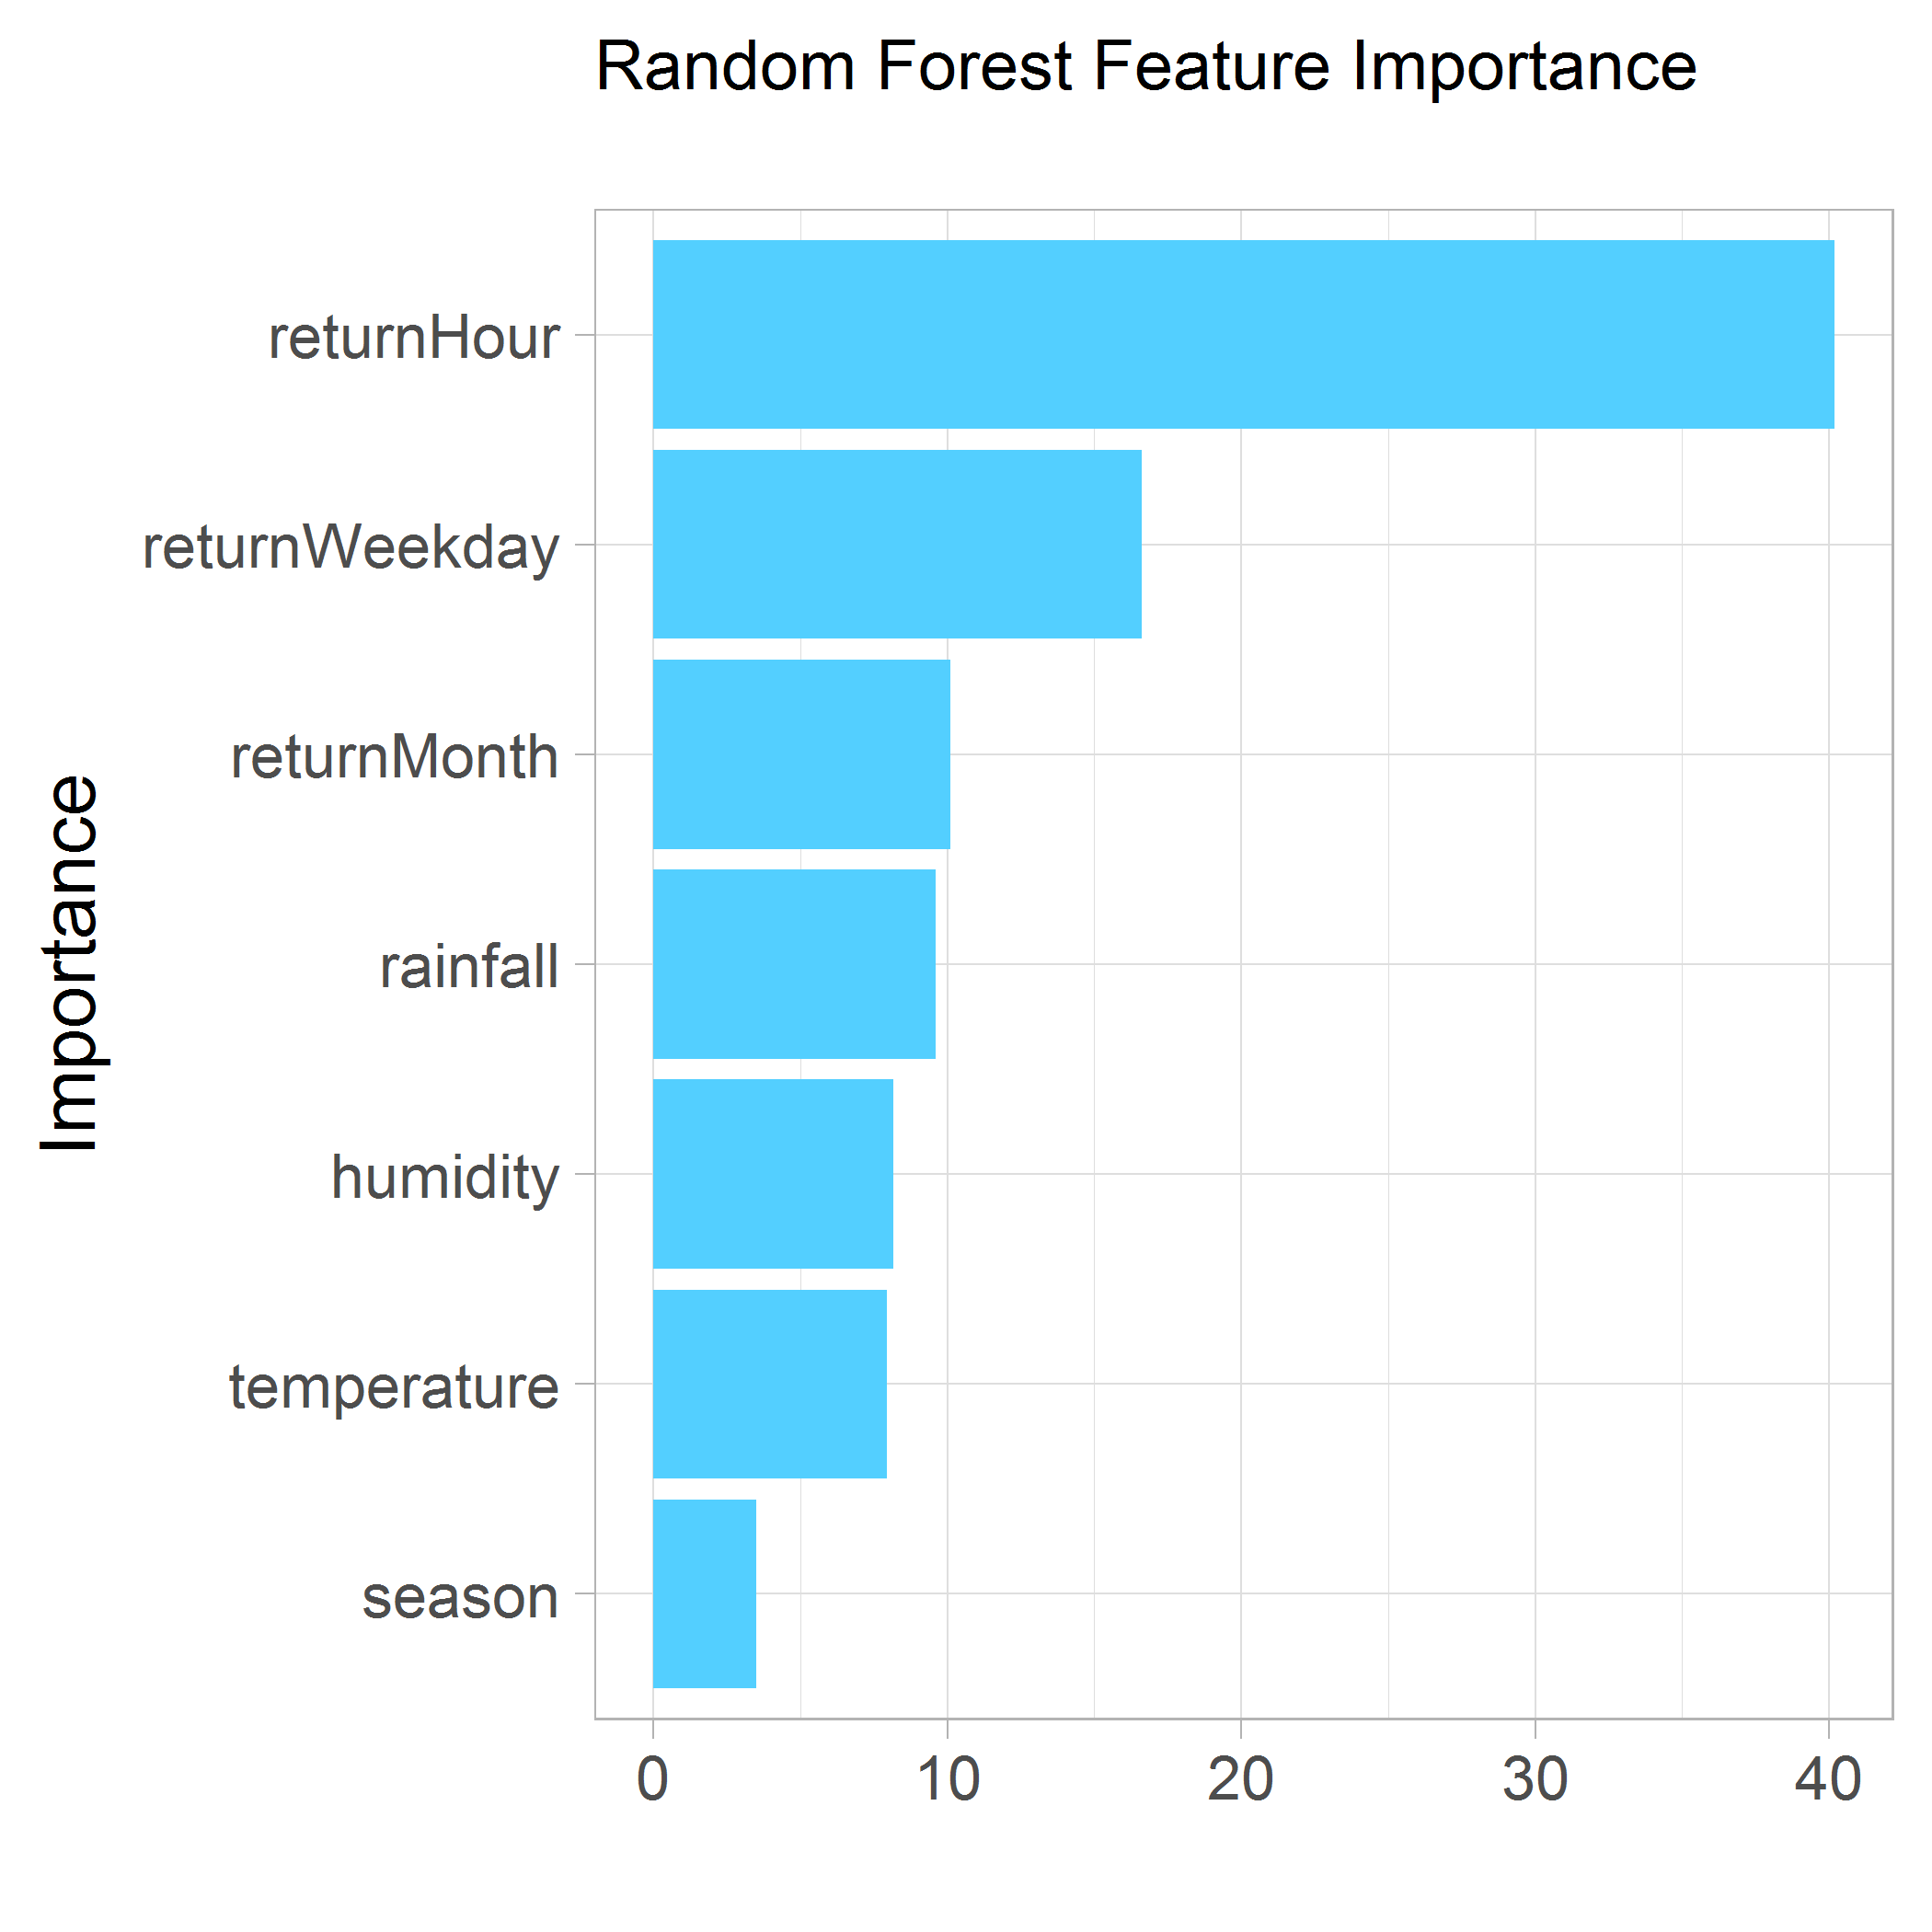 Random Forest Feature Importance
Importance
returnHour
returnWeekday
returnMonth
rainfall
humidity
temperature
season
0 10 20 30 40